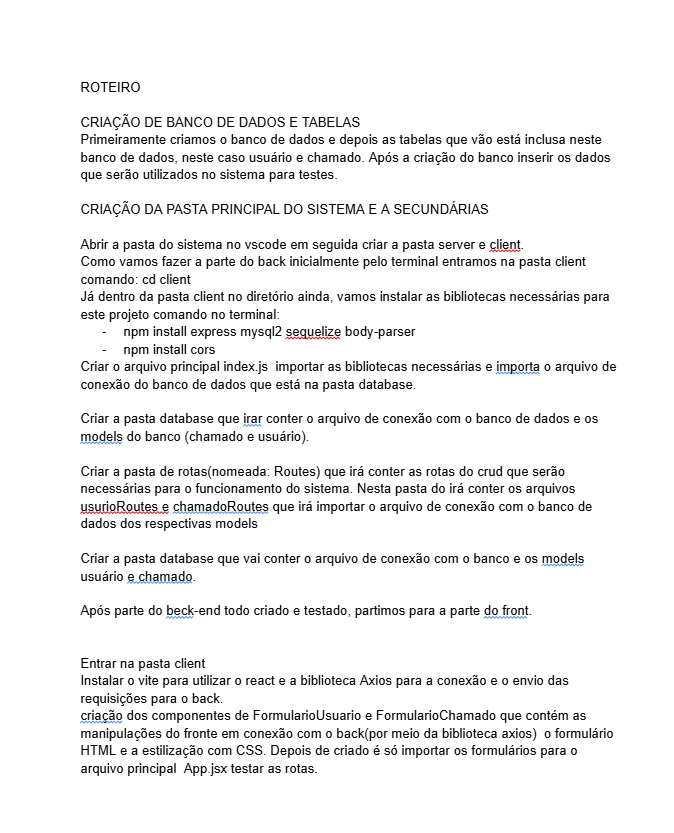 ROTEIRO
CRIAÇÃO DE BANCO DE DADOS E TABELAS
Primeiramente criamos o banco de dados e depois as tabelas que vão está inclusa neste
banco de dados, neste caso usuário e chamado. Após a criação do banco inserir os dados
que serão utilizados no sistema para testes.
CRIAÇÃO DA PASTA PRINCIPAL DO SISTEMA E A SECUNDÁRIAS
Abrir a pasta do sistema no vscode em seguida criar a pasta server e client.
Como vamos fazer a parte do back inicialmente pelo terminal entramos na pasta client
comando: cd client
Já dentro da pasta client no diretório ainda, vamos instalar as bibliotecas necessárias para
este projeto comando no terminal:
- npm install express mysql2 sequelize body-parser
- npm install cors
Criar o arquivo principal index.js  importar as bibliotecas necessárias e importa o arquivo de
conexão do banco de dados que está na pasta database.
Criar a pasta database que irar conter o arquivo de conexão com o banco de dados e os
models do banco (chamado e usuário).
Criar a pasta de rotas(nomeada: Routes) que irá conter as rotas do crud que serão
necessárias para o funcionamento do sistema. Nesta pasta do irá conter os arquivos
usurioRoutes e chamadoRoutes que irá importar o arquivo de conexão com o banco de
dados dos respectivas models
Criar a pasta database que vai conter o arquivo de conexão com o banco e os models
usuário e chamado.
Após parte do beck-end todo criado e testado, partimos para a parte do front.
Entrar na pasta client
Instalar o vite para utilizar o react e a biblioteca Axios para a conexão e o envio das
requisições para o back.
criação dos componentes de FormularioUsuario e FormularioChamado que contém as
manipulações do fronte em conexão com o back(por meio da biblioteca axios)  o formulário
HTML e a estilização com CSS. Depois de criado é só importar os formulários para o
arquivo principal  App.jsx testar as rotas.